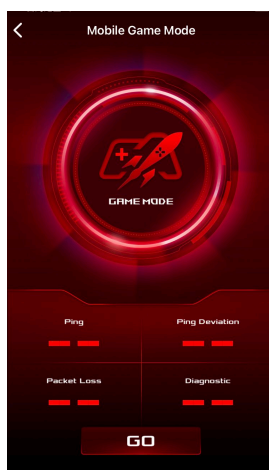 Mobile Game Mode
GAME MODE
Ping
Ping Deviation
-- --
-- --
Packet Loss
Diagnostic
-- --
-- --
GO